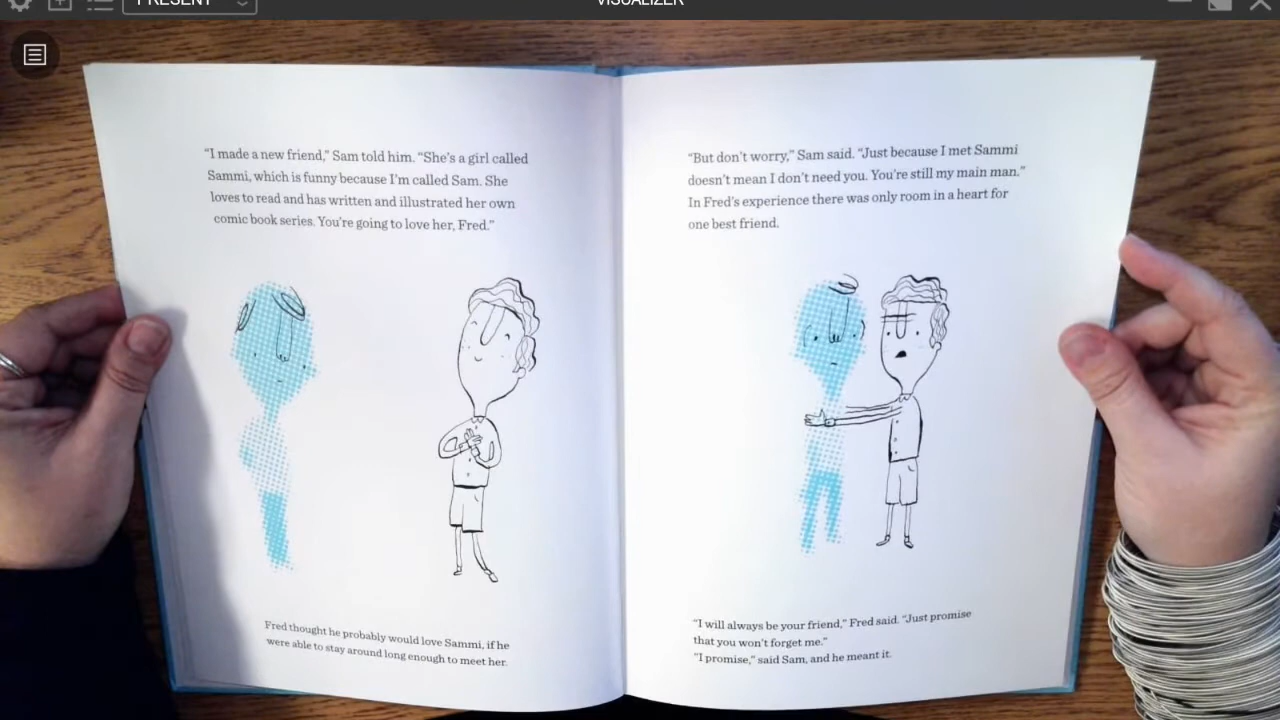 PRESENT
VISUALIZER
"I made a new friend," Sam told him. "She's a girl called
Sammi, which is funny because I'm called Sam. She
loves to read and has written and illustrated her own
comic book series. You're going to love her, Fred."
Fred thought he probably would love Sammi, if he
were able to stay around long enough to meet her.
"But don't worry," Sam said. "Just because I met Sammi
doesn't mean I don't need you. You're still my main man."
In Fred's experience there was only room in a heart for
one best friend.
"I will always be your friend," Fred said. "Just promise
that you won't forget me."
"I promise," said Sam, and he meant it.